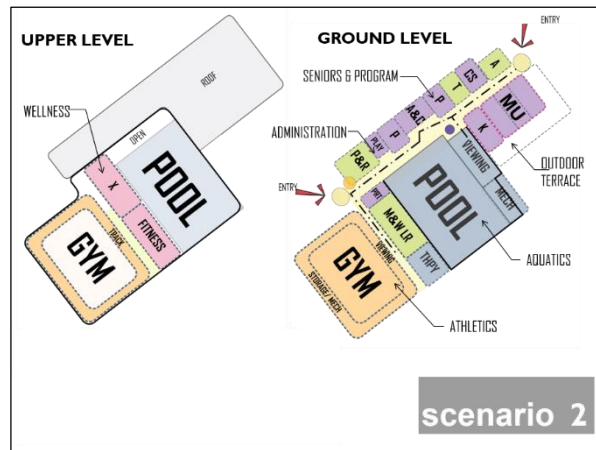 UPPER LEVEL
ROOF
WELLNESS
OPEN
X
POOL
FITNESS
TRACK
GYM
GROUND LEVEL
ENTRY
SENIORS & PROGRAM
A
CS
T
P
A&C
P
PLAY
P&R
ADMINISTRATION
MU
K
VIEWING
OUTDOOR
TERRACE
MECH
ENTRY
POOL
M&W LR
THPY
AQUATICS
VIEWING
GYM
STORAGE/ MECH
ATHLETICS
scenario 2